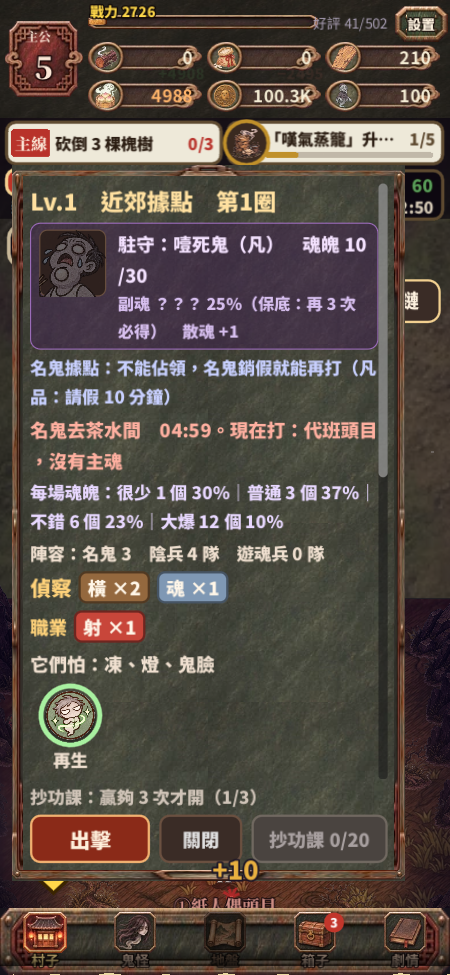 戰力.2726
好評 41/502
設置
主公
5
0
0
210
4988
100.3K
100
主線 砍倒 3 棵槐樹 0/3
「嘆氣蒸籠」升… 1/5
60
:50
Lv.1 近郊據點 第1圈
駐守：噎死鬼（凡） 魂魄 10
/30
副魂 ？？？ 25%（保底：再 3 次
必得） 散魂 +1
名鬼據點：不能佔領，名鬼銷假就能再打（凡
品：請假 10 分鐘）
名鬼去茶水間 04:59。現在打：代班頭目
，沒有主魂
每場魂魄：很少 1 個 30%｜普通 3 個 37%｜
不錯 6 個 23%｜大爆 12 個 10%
陣容：名鬼 3 陰兵 4 隊 遊魂兵 0 隊
偵察 橫 ×2 魂 ×1
職業 射 ×1
它們怕：凍、燈、鬼臉
再生
抄功課：贏夠 3 次才開（1/3）
出擊
關閉
抄功課 0/20
+10
村子
鬼怪
地盤
箱子
3
劇情